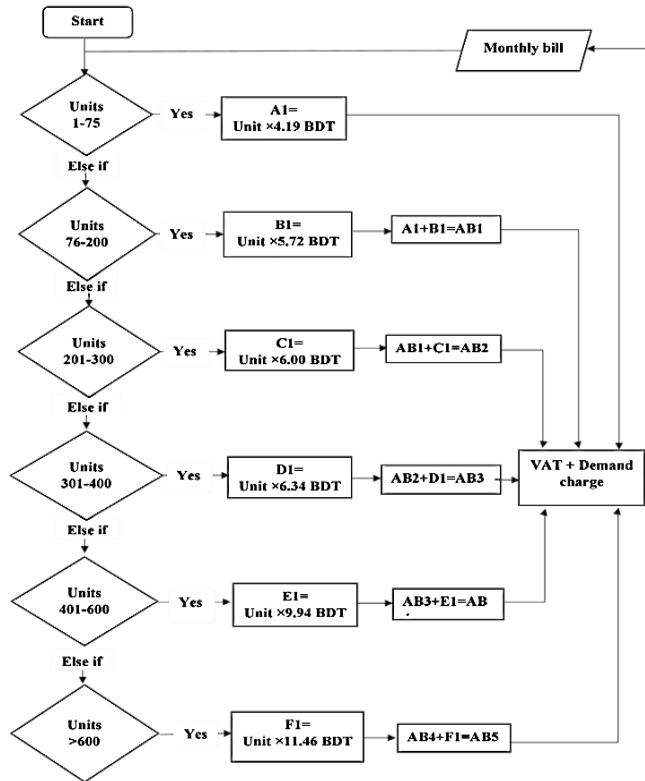 Start
Monthly bill
Units
1-75
Yes
A1=
Unit ×4.19 BDT
Else if
Units
76-200
Yes
B1=
Unit ×5.72 BDT
A1+B1=AB1
Else if
Units
201-300
Yes
C1=
Unit ×6.00 BDT
AB1+C1=AB2
Else if
Units
301-400
Yes
D1=
Unit ×6.34 BDT
AB2+D1=AB3
VAT + Demand
charge
Else if
Units
401-600
Yes
E1=
Unit ×9.94 BDT
AB3+E1=AB
Else if
Units
>600
Yes
F1=
Unit ×11.46 BDT
AB4+F1=AB5